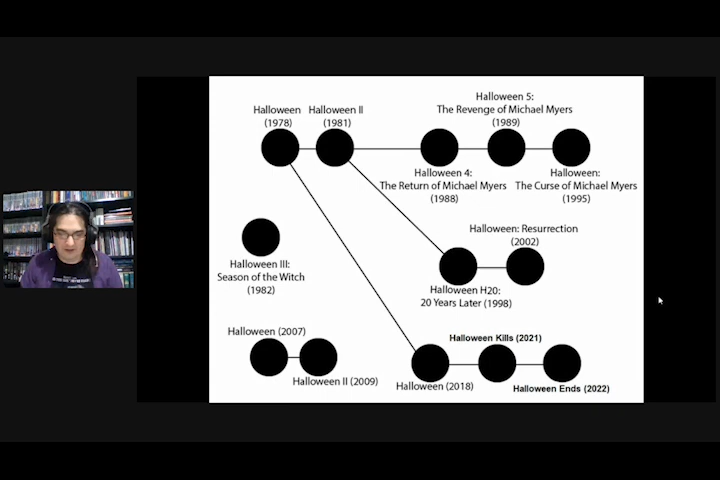 Halloween 5:
The Revenge of Michael Myers
(1989)
Halloween
(1978)
Halloween II
(1981)
Halloween 4:
The Return of Michael Myers
(1988)
Halloween:
The Curse of Michael Myers
(1995)
Halloween: Resurrection
(2002)
Halloween III:
Season of the Witch
(1982)
Halloween H20:
20 Years Later (1998)
Halloween (2007)
Halloween II (2009)
Halloween Kills (2021)
Halloween (2018)
Halloween Ends (2022)